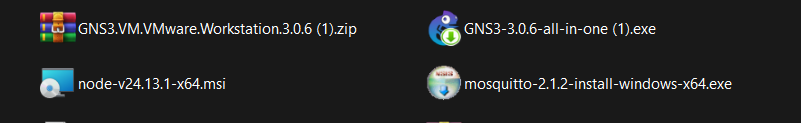 GNS3.VM.VMware.Workstation.3.0.6 (1).zip
GNS3-3.0.6-all-in-one (1).exe
node-v24.13.1-x64.msi
mosquitto-2.1.2-install-windows-x64.exe